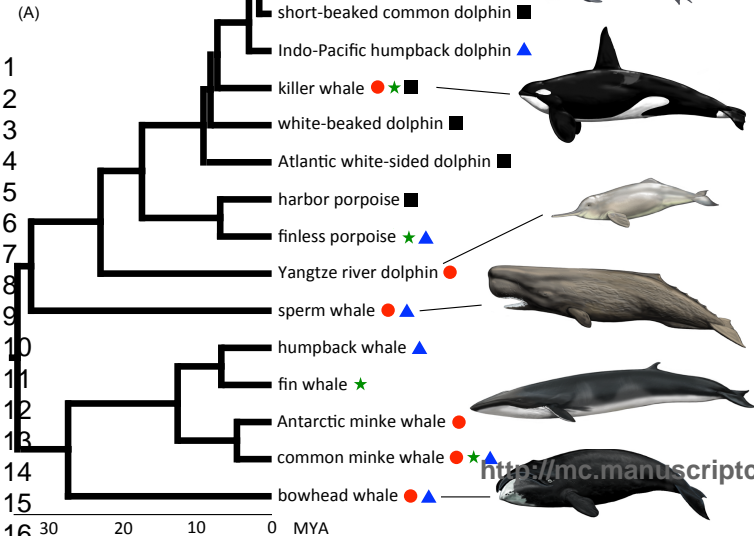 (A)
short-beaked common dolphin
Indo-Pacific humpback dolphin
1
killer whale
2
white-beaked dolphin
3
Atlantic white-sided dolphin
4
harbor porpoise
5
finless porpoise
6
Yangtze river dolphin
7
8
sperm whale
9
humpback whale
10
fin whale
11
Antarctic minke whale
12
common minke whale
13
http://mc.manuscriptc
14
bowhead whale
15
16
30 20 10 0 MYA